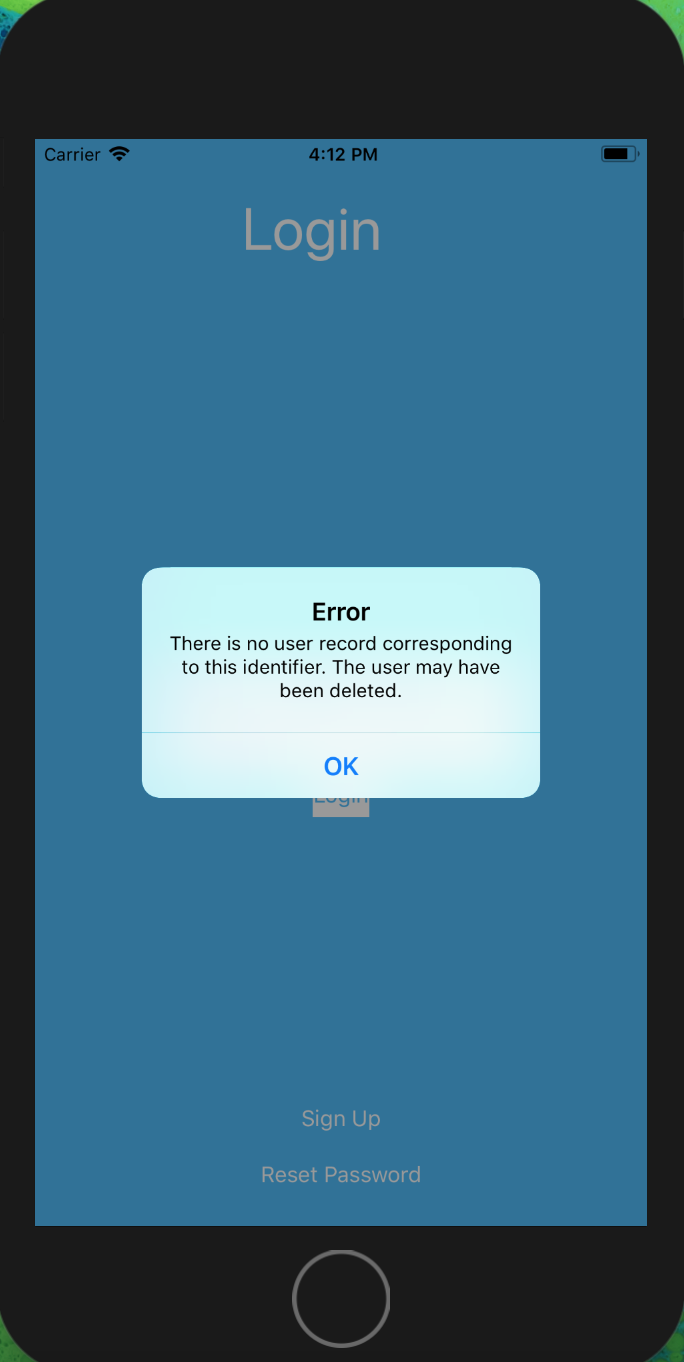 Carrier
4:12 PM
Login
Error
There is no user record corresponding
to this identifier. The user may have
been deleted.
OK
Login
Sign Up
Reset Password